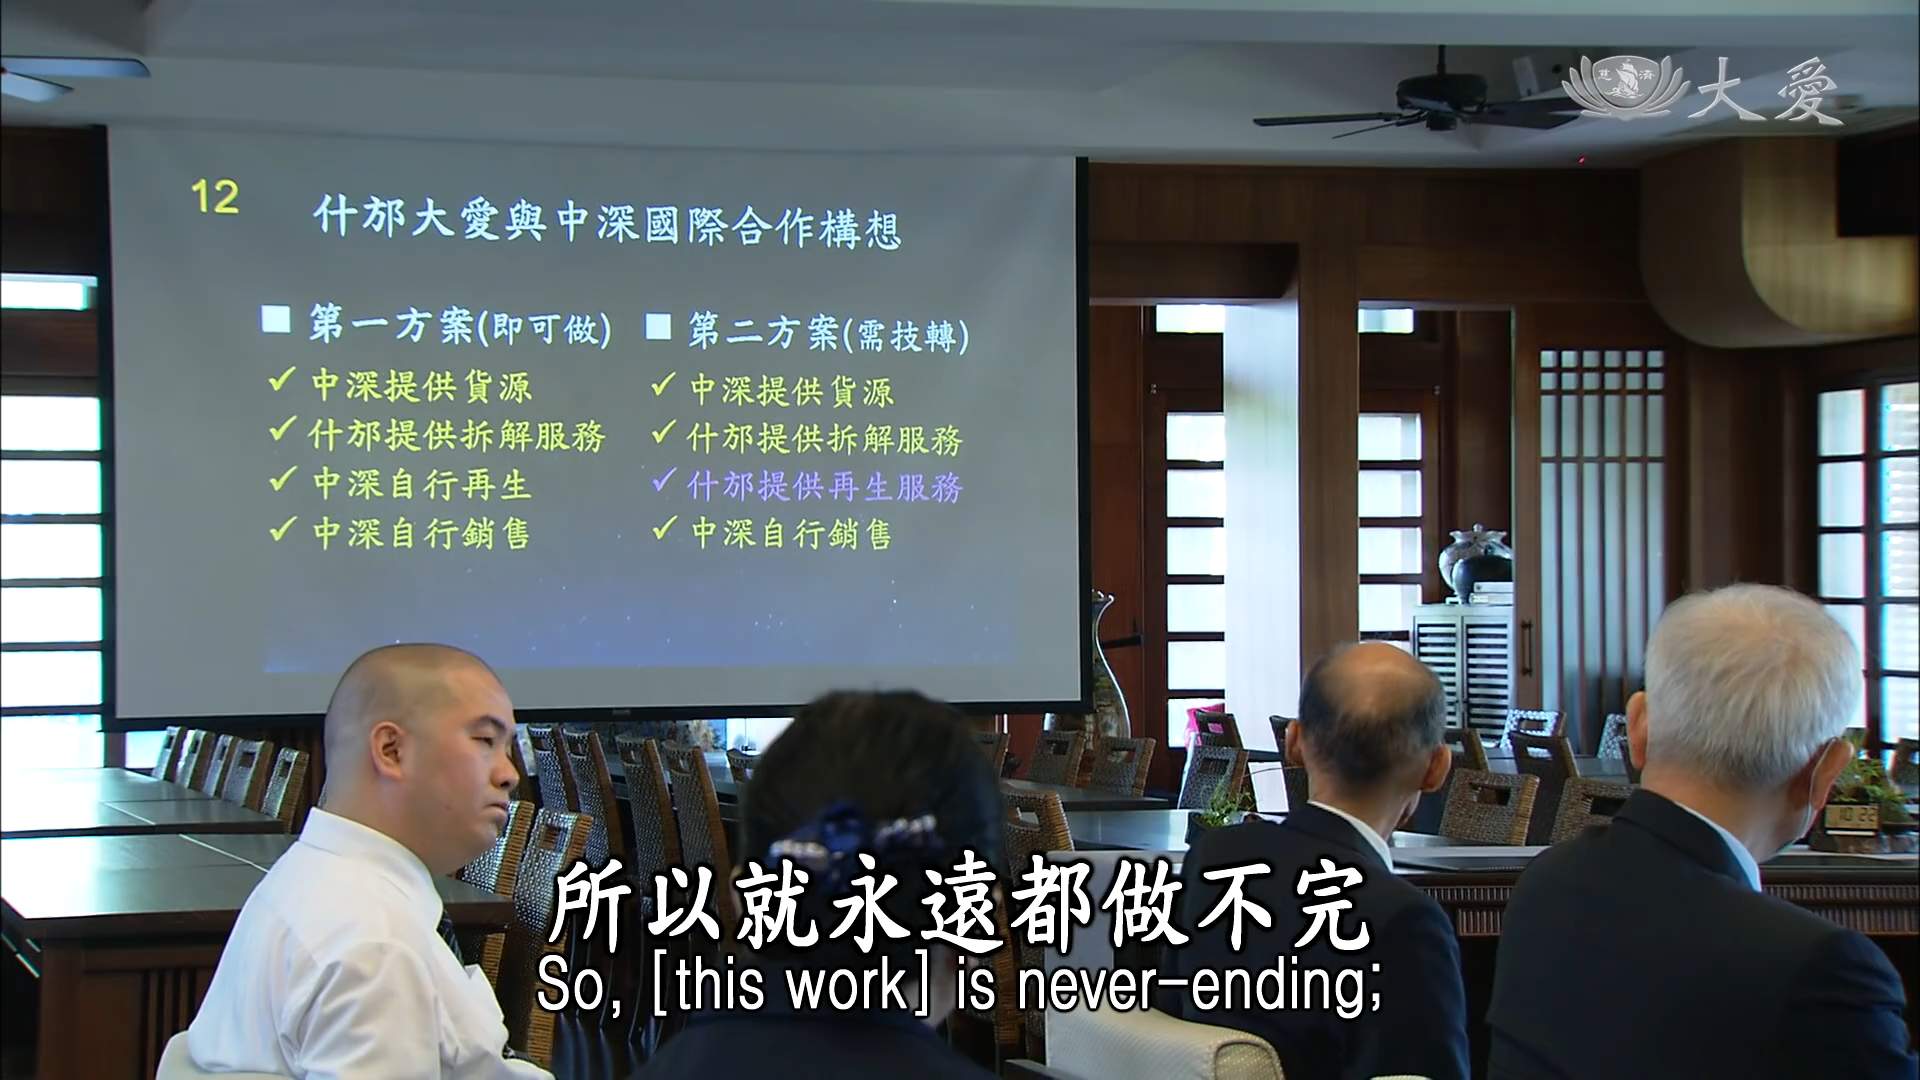 慈濟
大愛
12
什邡大愛與中深國際合作構想
第一方案(即可做)
中深提供貨源
什邡提供拆解服務
中深自行再生
中深自行銷售
第二方案(需技轉)
中深提供貨源
什邡提供拆解服務
什邡提供再生服務
中深自行銷售
10 22
所以就永遠都做不完
So, [this work] is never-ending;